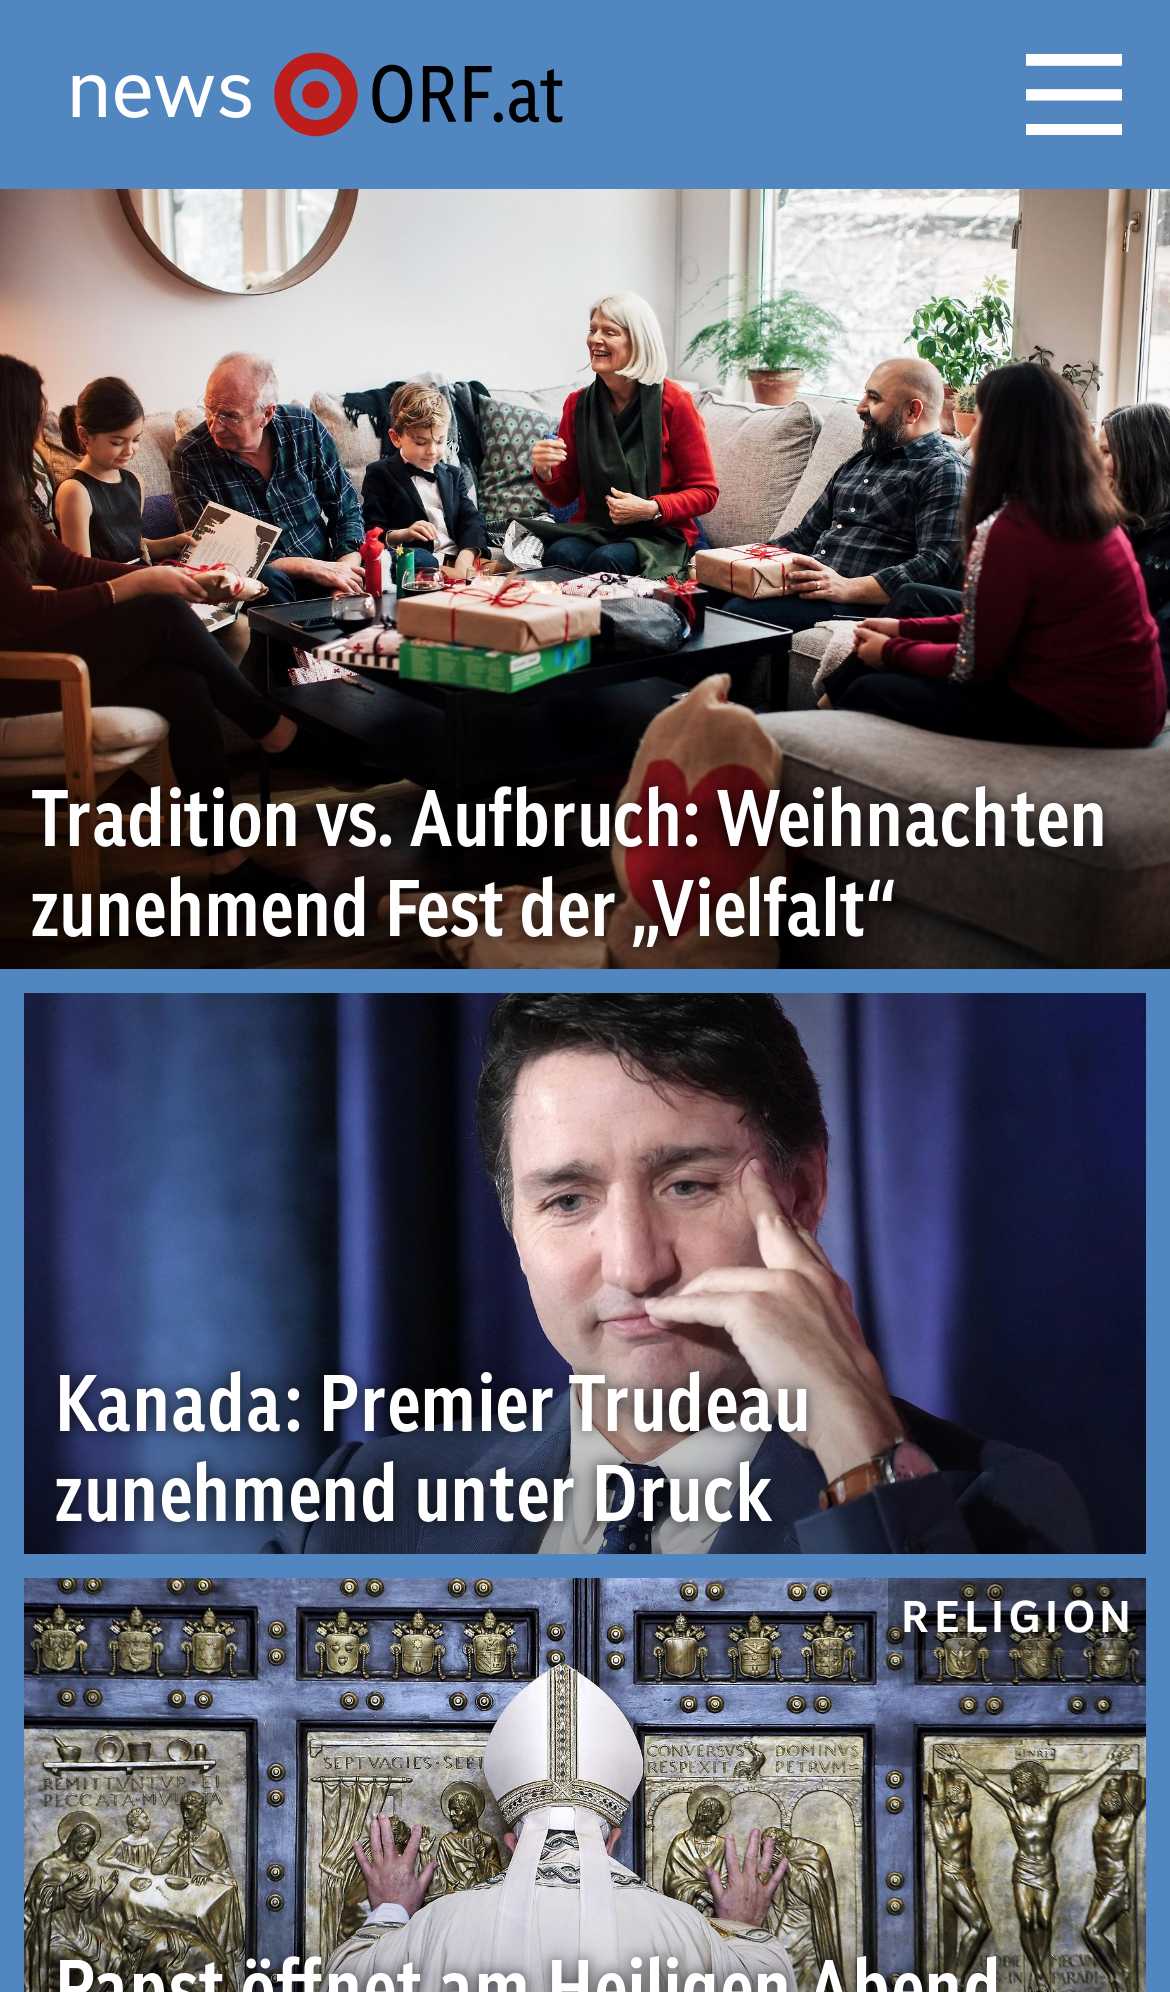 news ORF.at
Tradition vs. Aufbruch: Weihnachten
zunehmend Fest der „Vielfalt“
Kanada: Premier Trudeau
zunehmend unter Druck
RELIGION
SEPTVAGIES · SEPT
CONVERSVS DOMINVS
RESPEXIT PETRVM
REMITTVNTVR · EI
PECCATA · MVLTA
INRI
Papst öffnet am Heiligen Abend